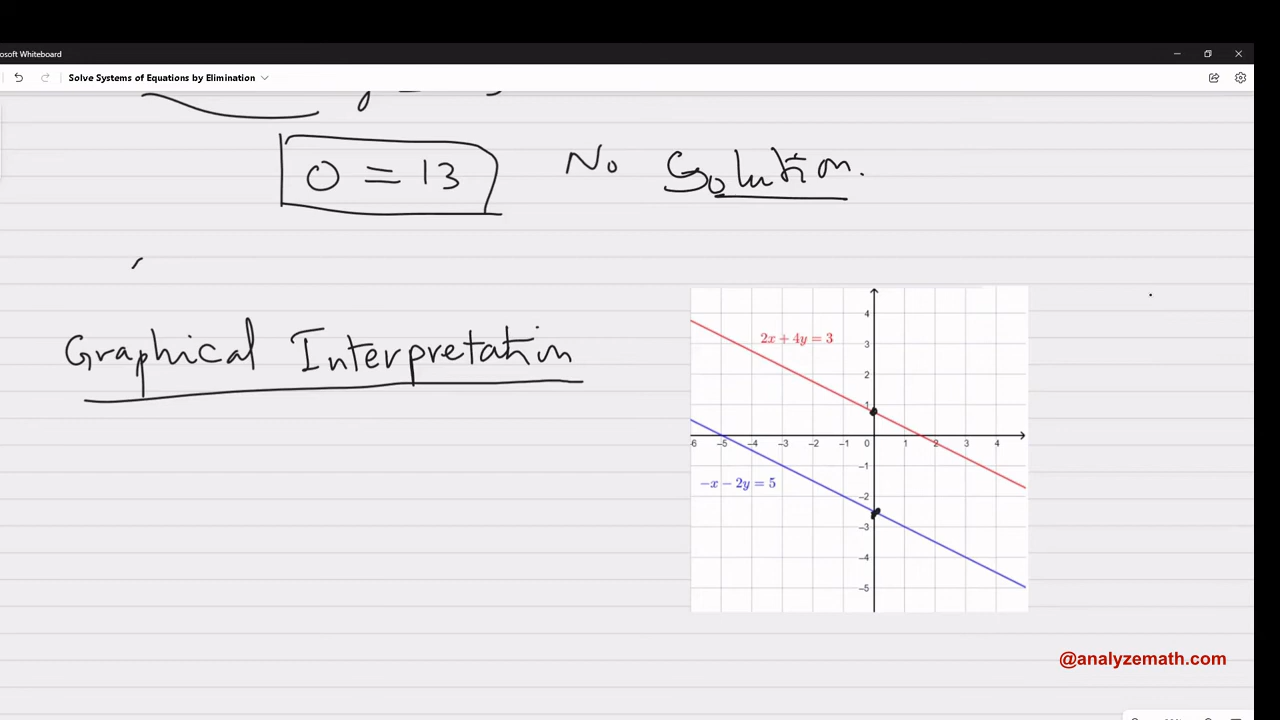 osoft Whiteboard
Solve Systems of Equations by Elimination
0 = 13 No Solution.
Graphical Interpretation
2x + 4y = 3
-x - 2y = 5
4
3
2
1
6 -5 -4 -3 -2 -1 0 1 2 3 4
-1
-2
-3
-4
-5
@analyzemath.com